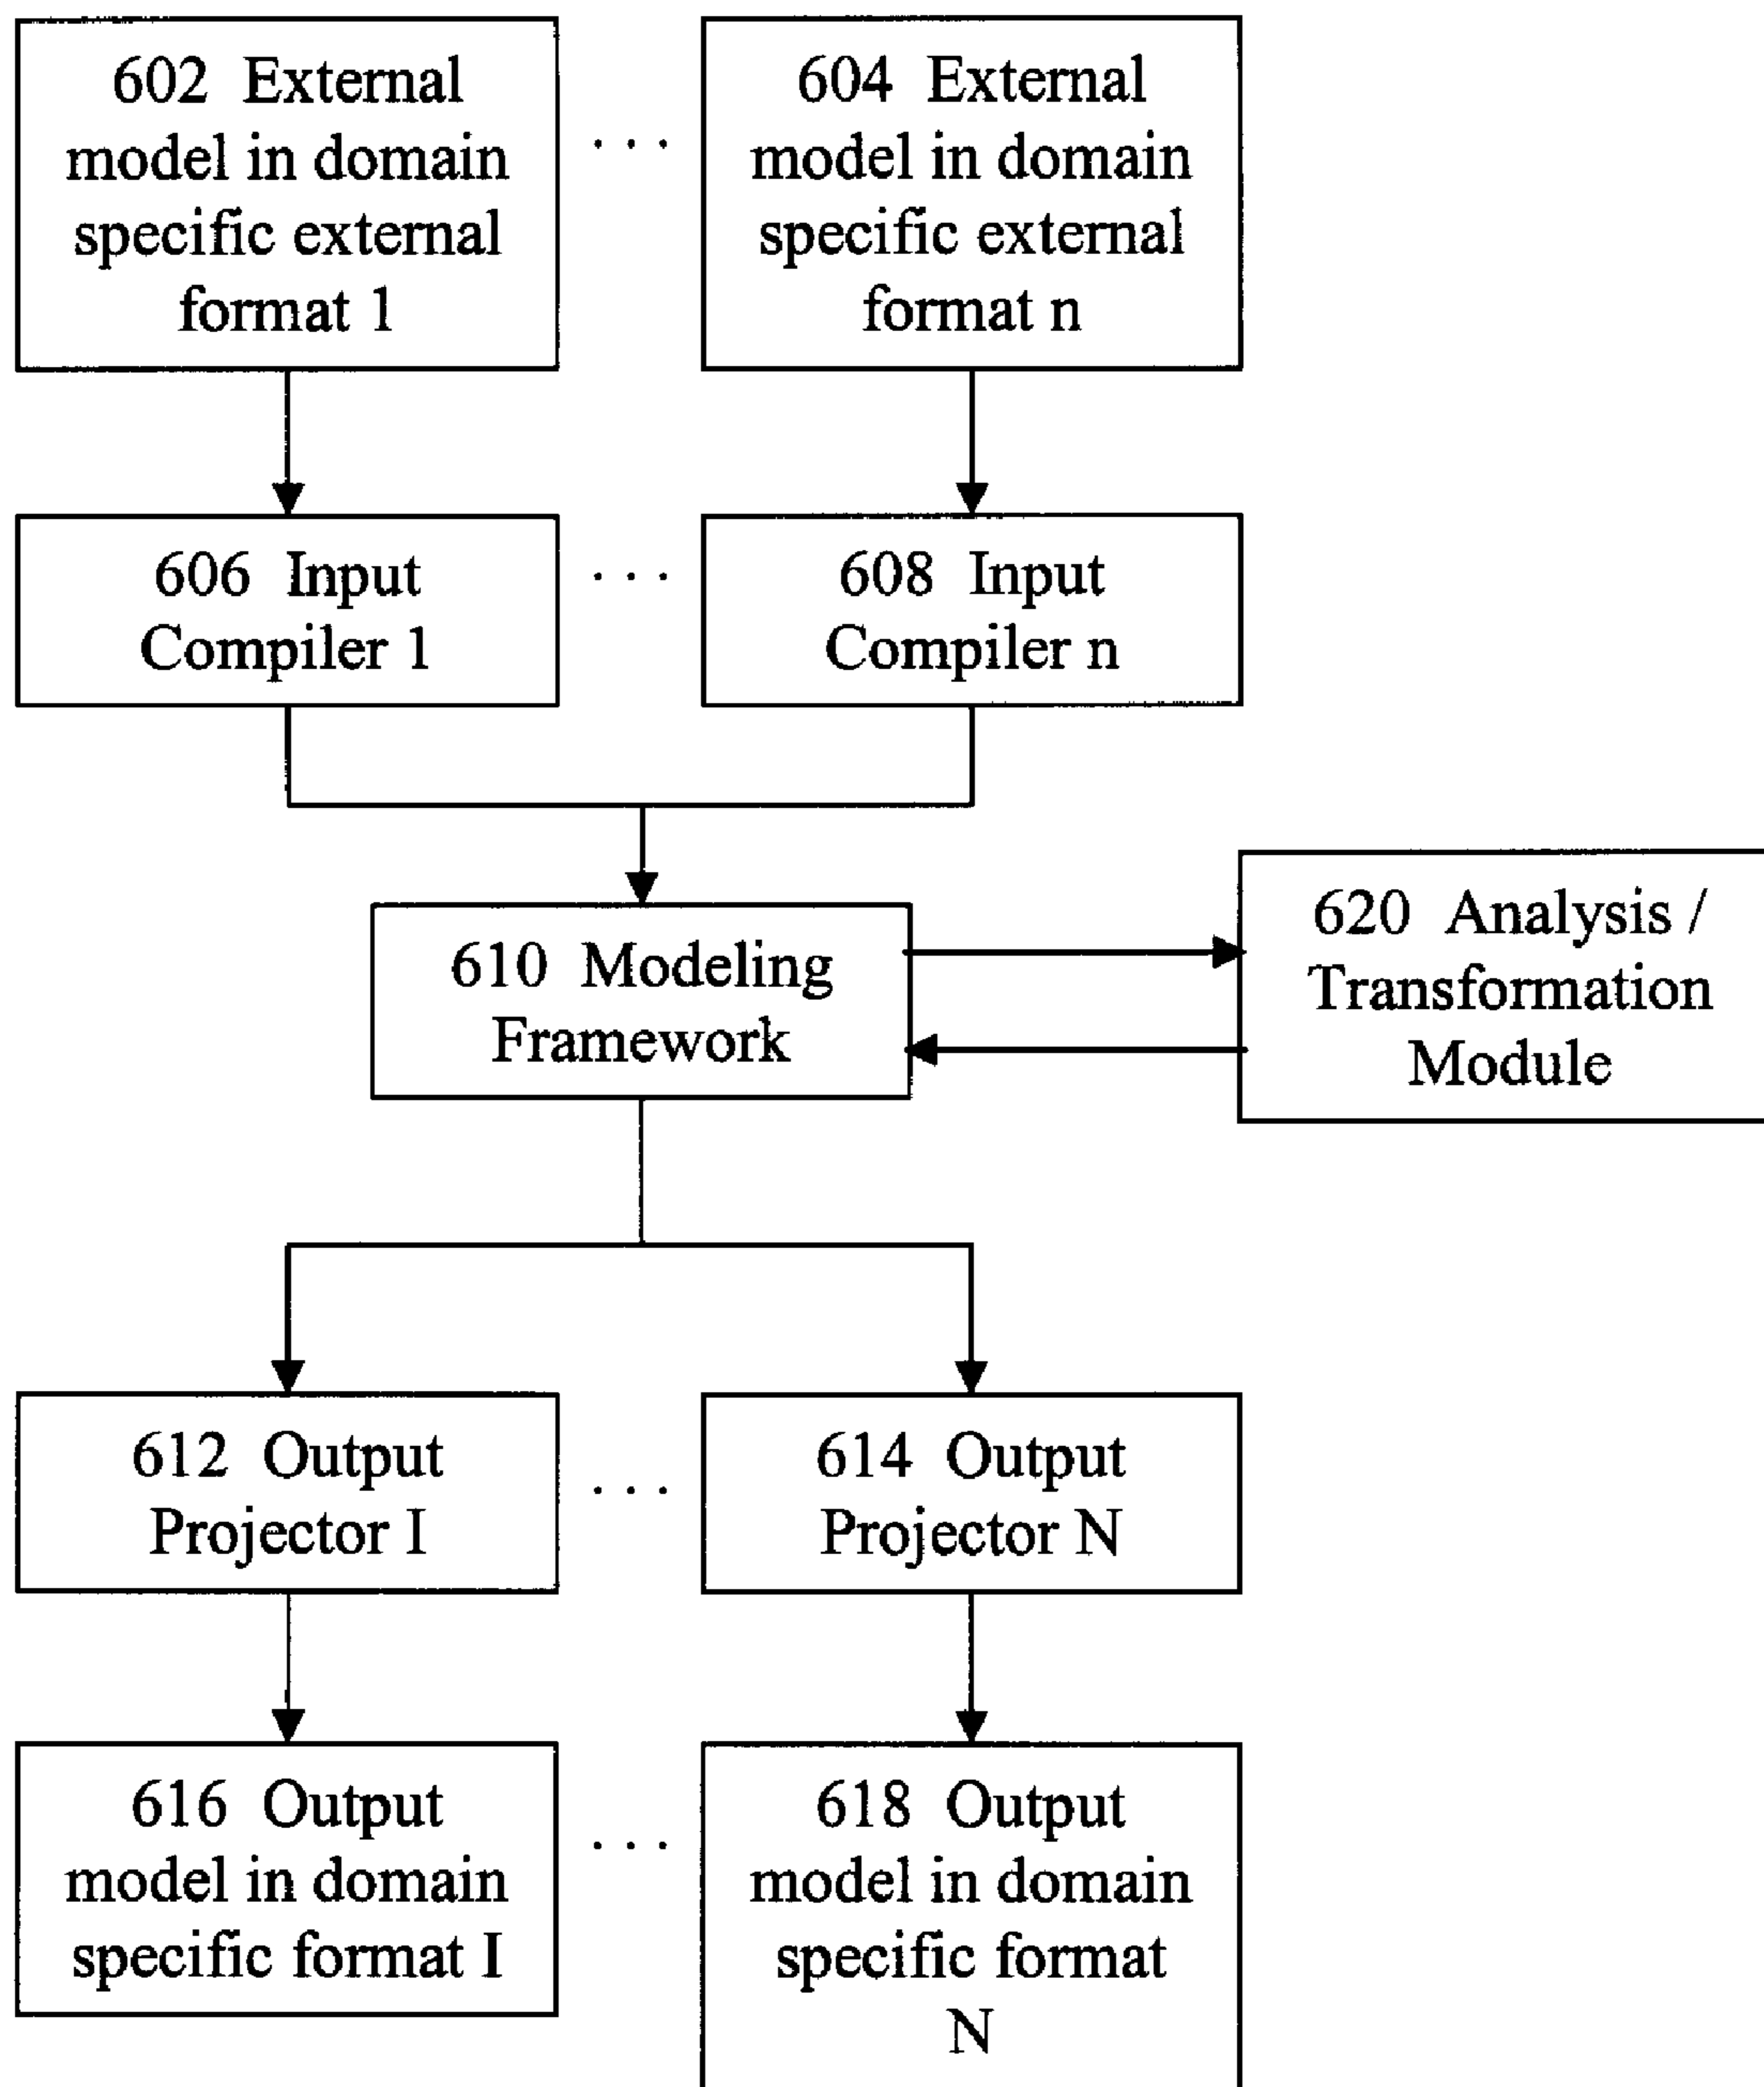 602 External
model in domain
specific external
format 1
. . .
604 External
model in domain
specific external
format n
606 Input
Compiler 1
. . .
608 Input
Compiler n
610 Modeling
Framework
620 Analysis /
Transformation
Module
612 Output
Projector I
. . .
614 Output
Projector N
616 Output
model in domain
specific format I
. . .
618 Output
model in domain
specific format
N